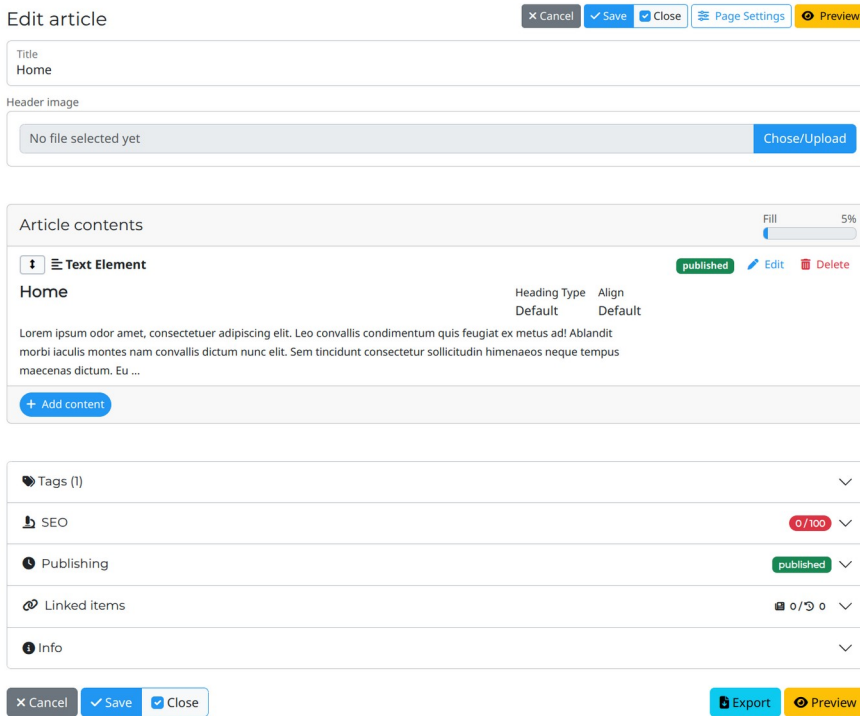 Edit article
Cancel Save Close Page Settings Preview
Title
Home
Header image
No file selected yet Chose/Upload
Article contents
Fill 5%
Text Element published Edit Delete
Home
Heading Type Align
Default Default
Lorem ipsum odor amet, consectetuer adipiscing elit. Leo convallis condimentum quis feugiat ex metus ad! Ablandit
morbi iaculis montes nam convallis dictum nunc elit. Sem tincidunt consectetur sollicitudin himenaeos neque tempus
maecenas dictum. Eu ...
+ Add content
Tags (1)
SEO 0/100
Publishing published
Linked items 0/ 0
Info
Cancel Save Close Export Preview